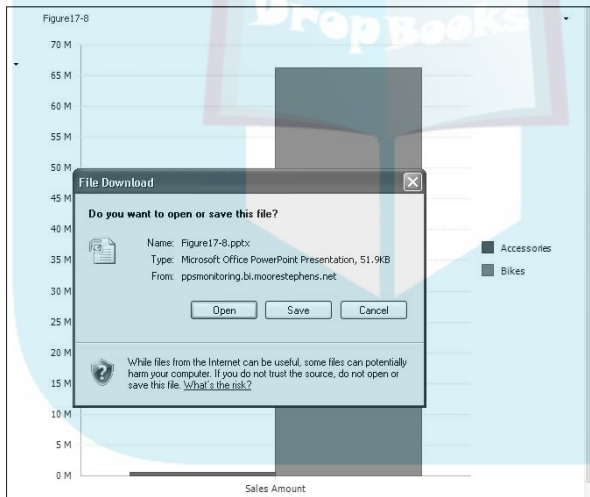 Figure17-8
DropBooks
70 M
65 M
60 M
55 M
50 M
45 M
40 M
35 M
30 M
25 M
20 M
15 M
10 M
5 M
0 M
File Download
Do you want to open or save this file?
Name: Figure17-8.pptx
Type: Microsoft Office PowerPoint Presentation, 51.9KB
From: ppsmonitoring.bi.moorestephens.net
Open Save Cancel
While files from the Internet can be useful, some files can potentially
harm your computer. If you do not trust the source, do not open or
save this file. What's the risk?
Accessories
Bikes
Sales Amount